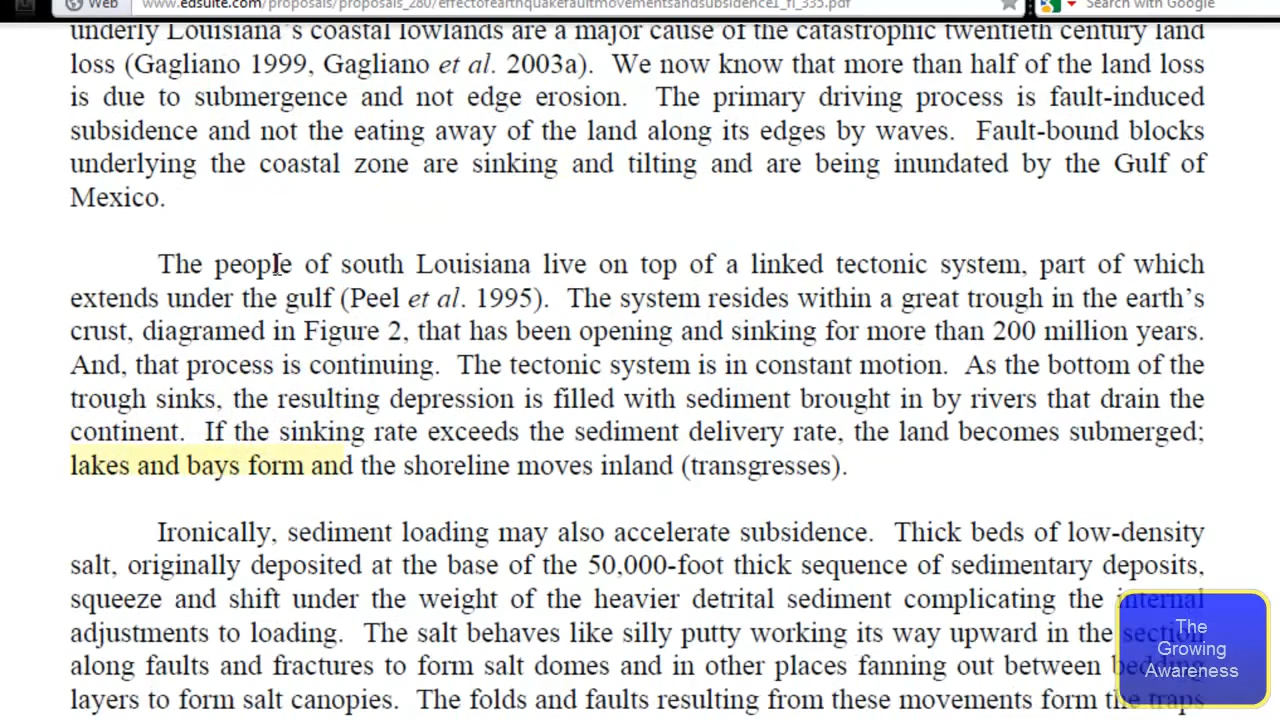 Web
www.edsuite.com/proposals/proposals_280/effectofearthquakefaultmovementsandsubsidence1_fl_335.pdf
Search with Google
underly Louisiana's coastal lowlands are a major cause of the catastrophic twentieth century land
loss (Gagliano 1999, Gagliano et al. 2003a). We now know that more than half of the land loss
is due to submergence and not edge erosion. The primary driving process is fault-induced
subsidence and not the eating away of the land along its edges by waves. Fault-bound blocks
underlying the coastal zone are sinking and tilting and are being inundated by the Gulf of
Mexico.
The people of south Louisiana live on top of a linked tectonic system, part of which
extends under the gulf (Peel et al. 1995). The system resides within a great trough in the earth's
crust, diagramed in Figure 2, that has been opening and sinking for more than 200 million years.
And, that process is continuing. The tectonic system is in constant motion. As the bottom of the
trough sinks, the resulting depression is filled with sediment brought in by rivers that drain the
continent. If the sinking rate exceeds the sediment delivery rate, the land becomes submerged;
lakes and bays form and the shoreline moves inland (transgresses).
Ironically, sediment loading may also accelerate subsidence. Thick beds of low-density
salt, originally deposited at the base of the 50,000-foot thick sequence of sedimentary deposits,
squeeze and shift under the weight of the heavier detrital sediment complicating the internal
adjustments to loading. The salt behaves like silly putty working its way upward in the section
along faults and fractures to form salt domes and in other places fanning out between bedding
layers to form salt canopies. The folds and faults resulting from these movements form the traps
The
Growing
Awareness